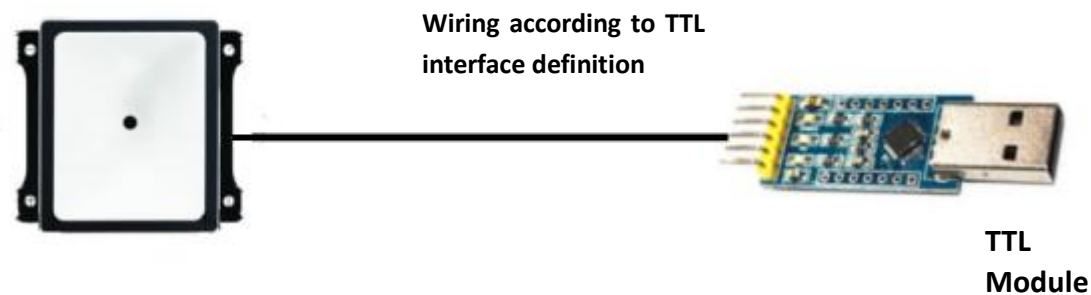 Wiring according to TTL
interface definition
TTL
Module